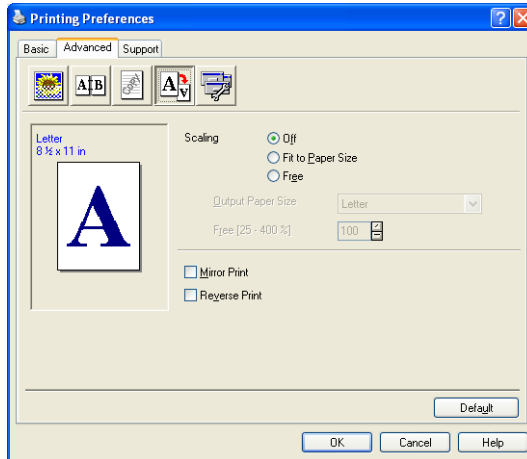 Printing Preferences
Basic Advanced Support
A B A A
Letter
8 ½ x 11 in
A
Scaling Off
Fit to Paper Size
Free
Output Paper Size Letter
Free [25 - 400 %] 100
Mirror Print
Reverse Print
Default
OK Cancel Help